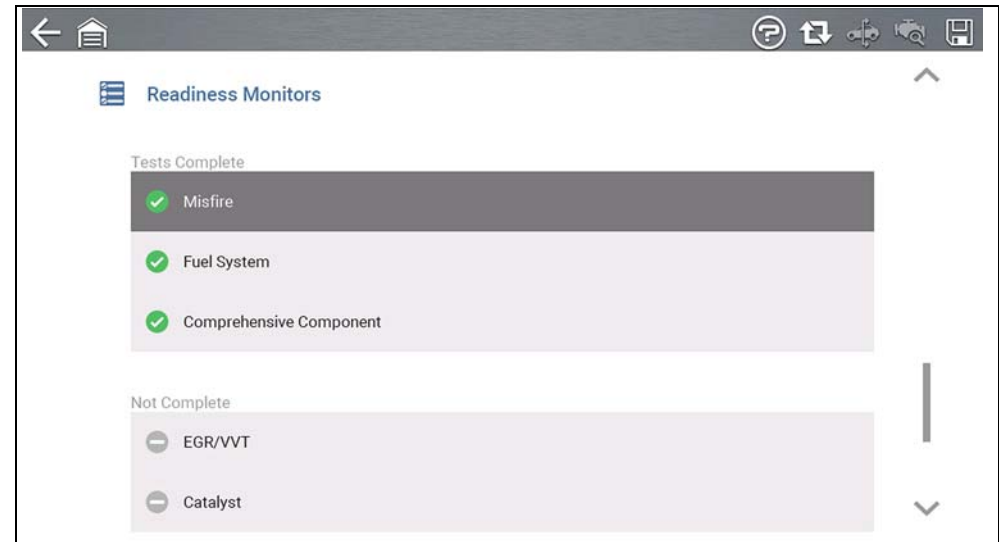 Readiness Monitors
Tests Complete
Misfire
Fuel System
Comprehensive Component
Not Complete
EGR/VVT
Catalyst